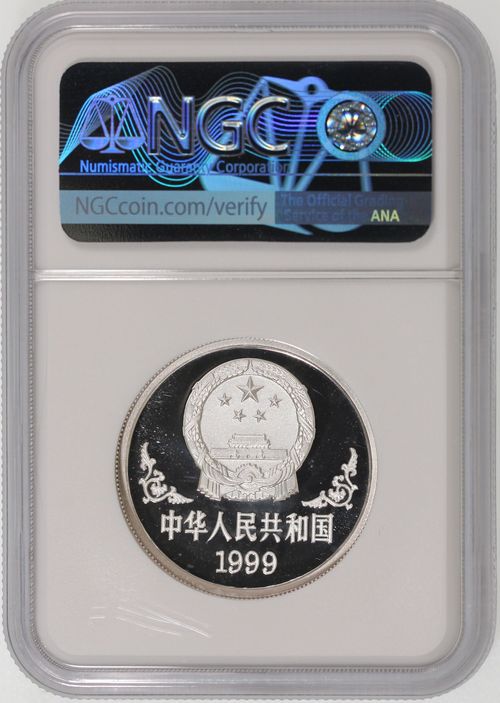 NGC
Numismatic Guaranty Corporation
NGCcoin.com/verify
The Official Grading
Service of the ANA
中华人民共和国
1999